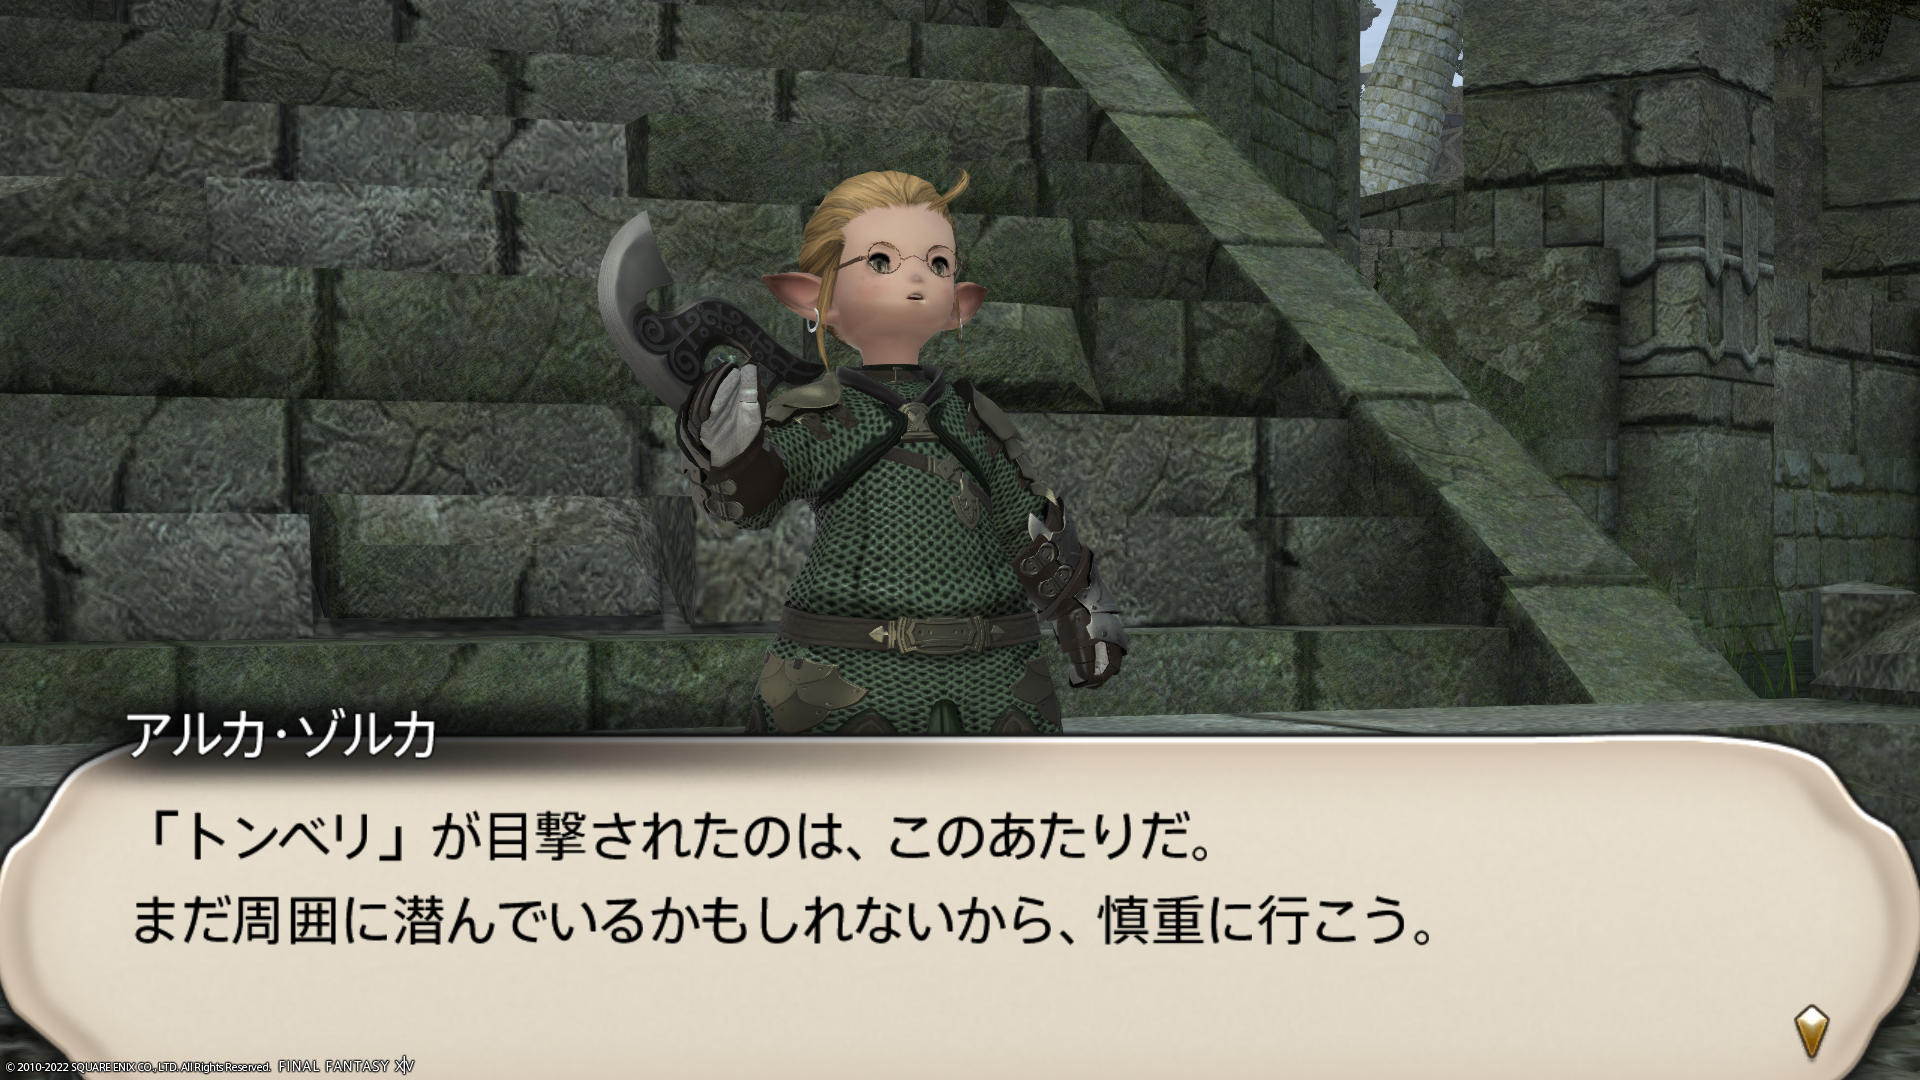 アルカ・ゾルカ
「トンベリ」が目撃されたのは、このあたりだ。
まだ周囲に潜んでいるかもしれないから、慎重に行こう。
© 2010-2022 SQUARE ENIX CO., LTD. All Rights Reserved. FINAL FANTASY XIV